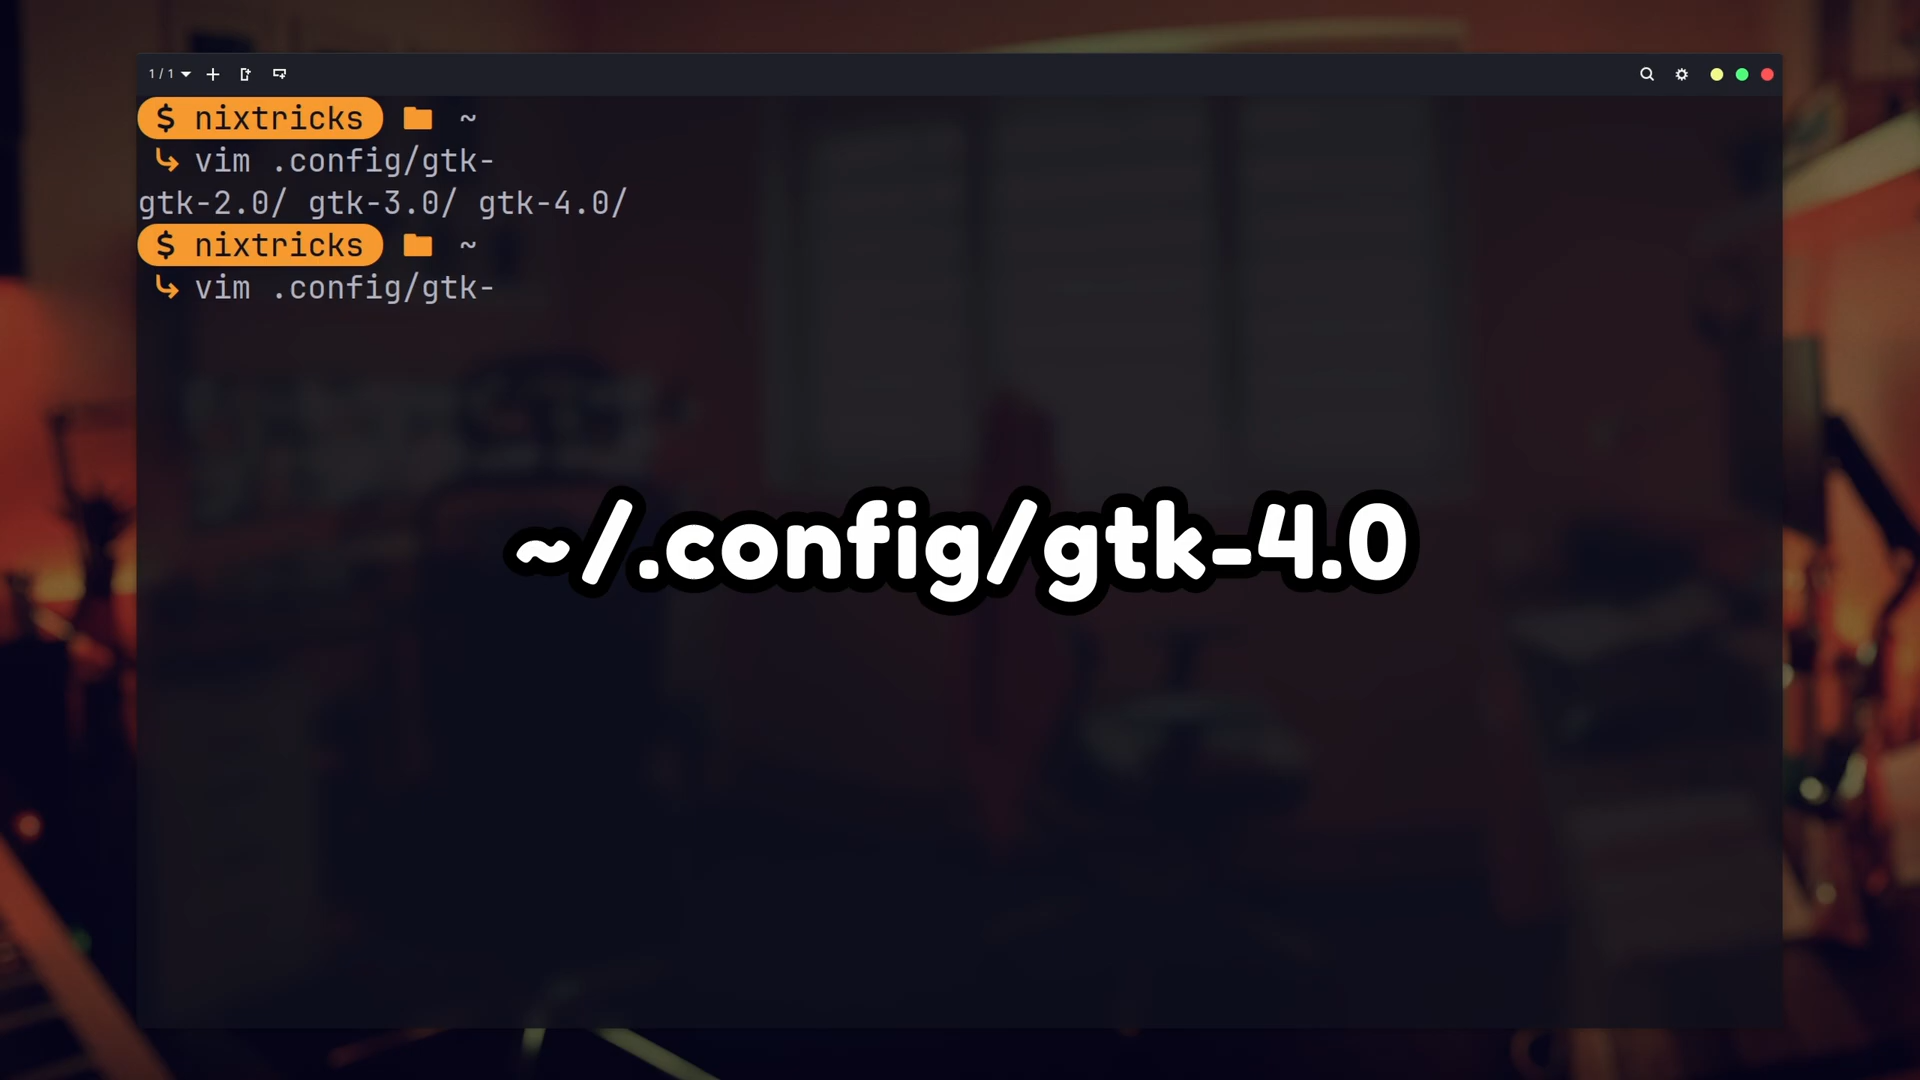 1 / 1
$ nixtricks ~
vim .config/gtk-
gtk-2.0/ gtk-3.0/ gtk-4.0/
$ nixtricks ~
vim .config/gtk-
~/.config/gtk-4.0